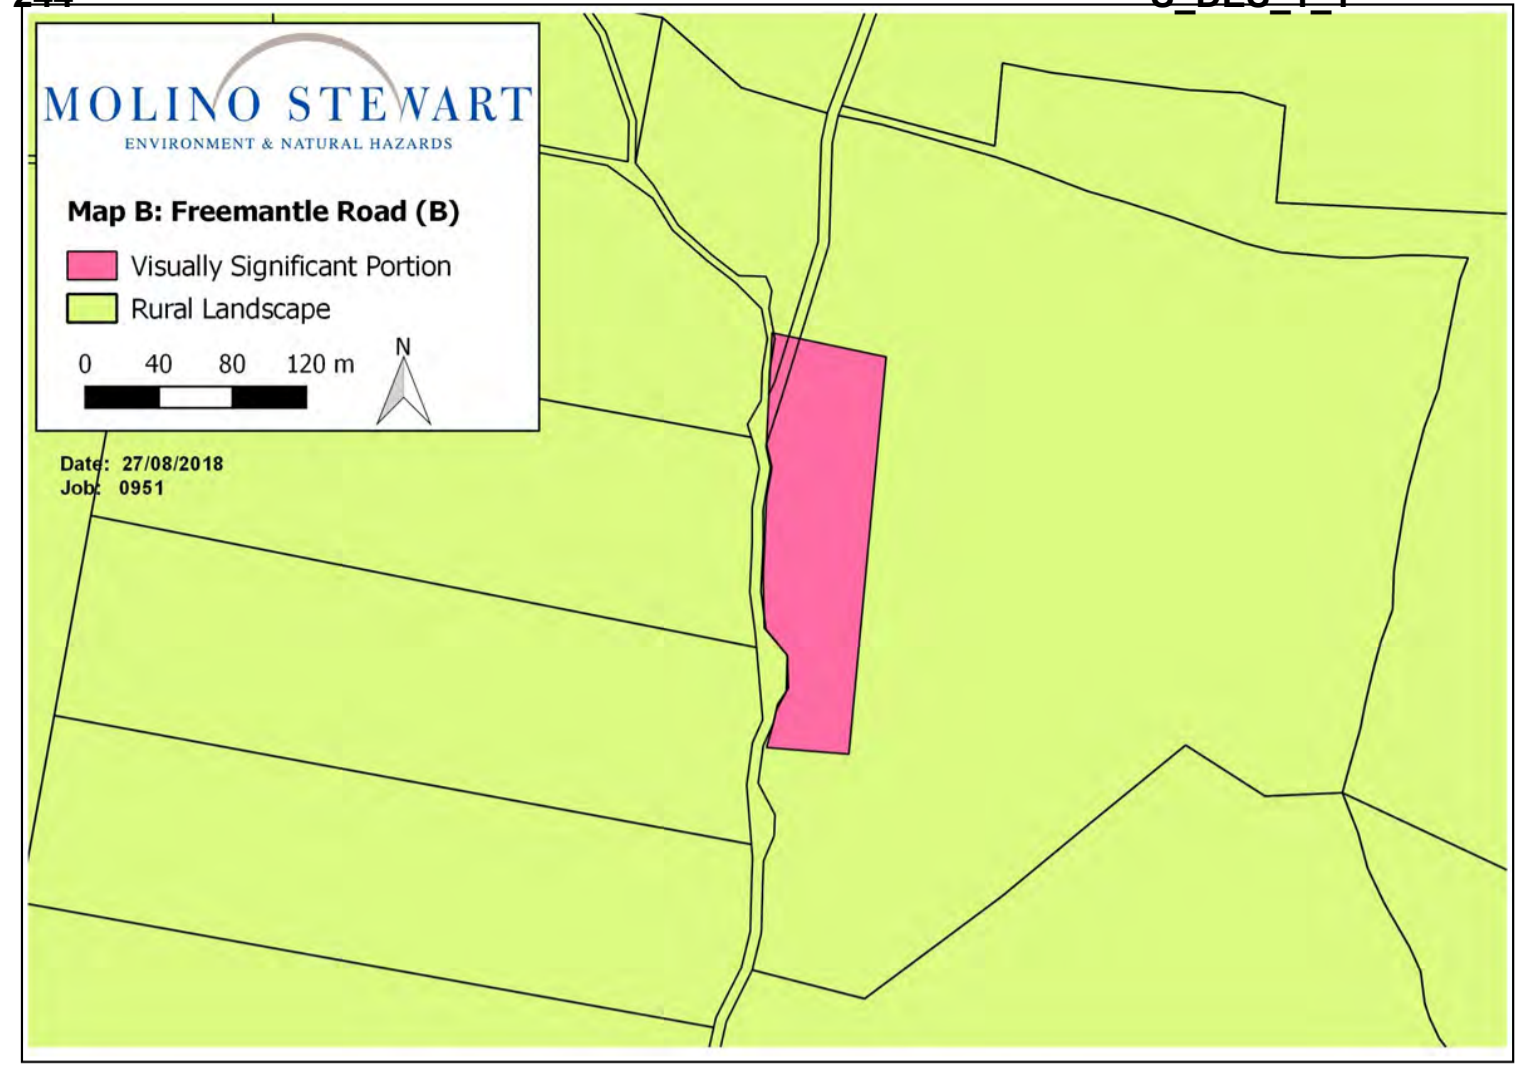 244
MOLINO STEWART
ENVIRONMENT & NATURAL HAZARDS
Map B: Freemantle Road (B)
Visually Significant Portion
Rural Landscape
0 40 80 120 m
N
Date: 27/08/2018
Job: 0951